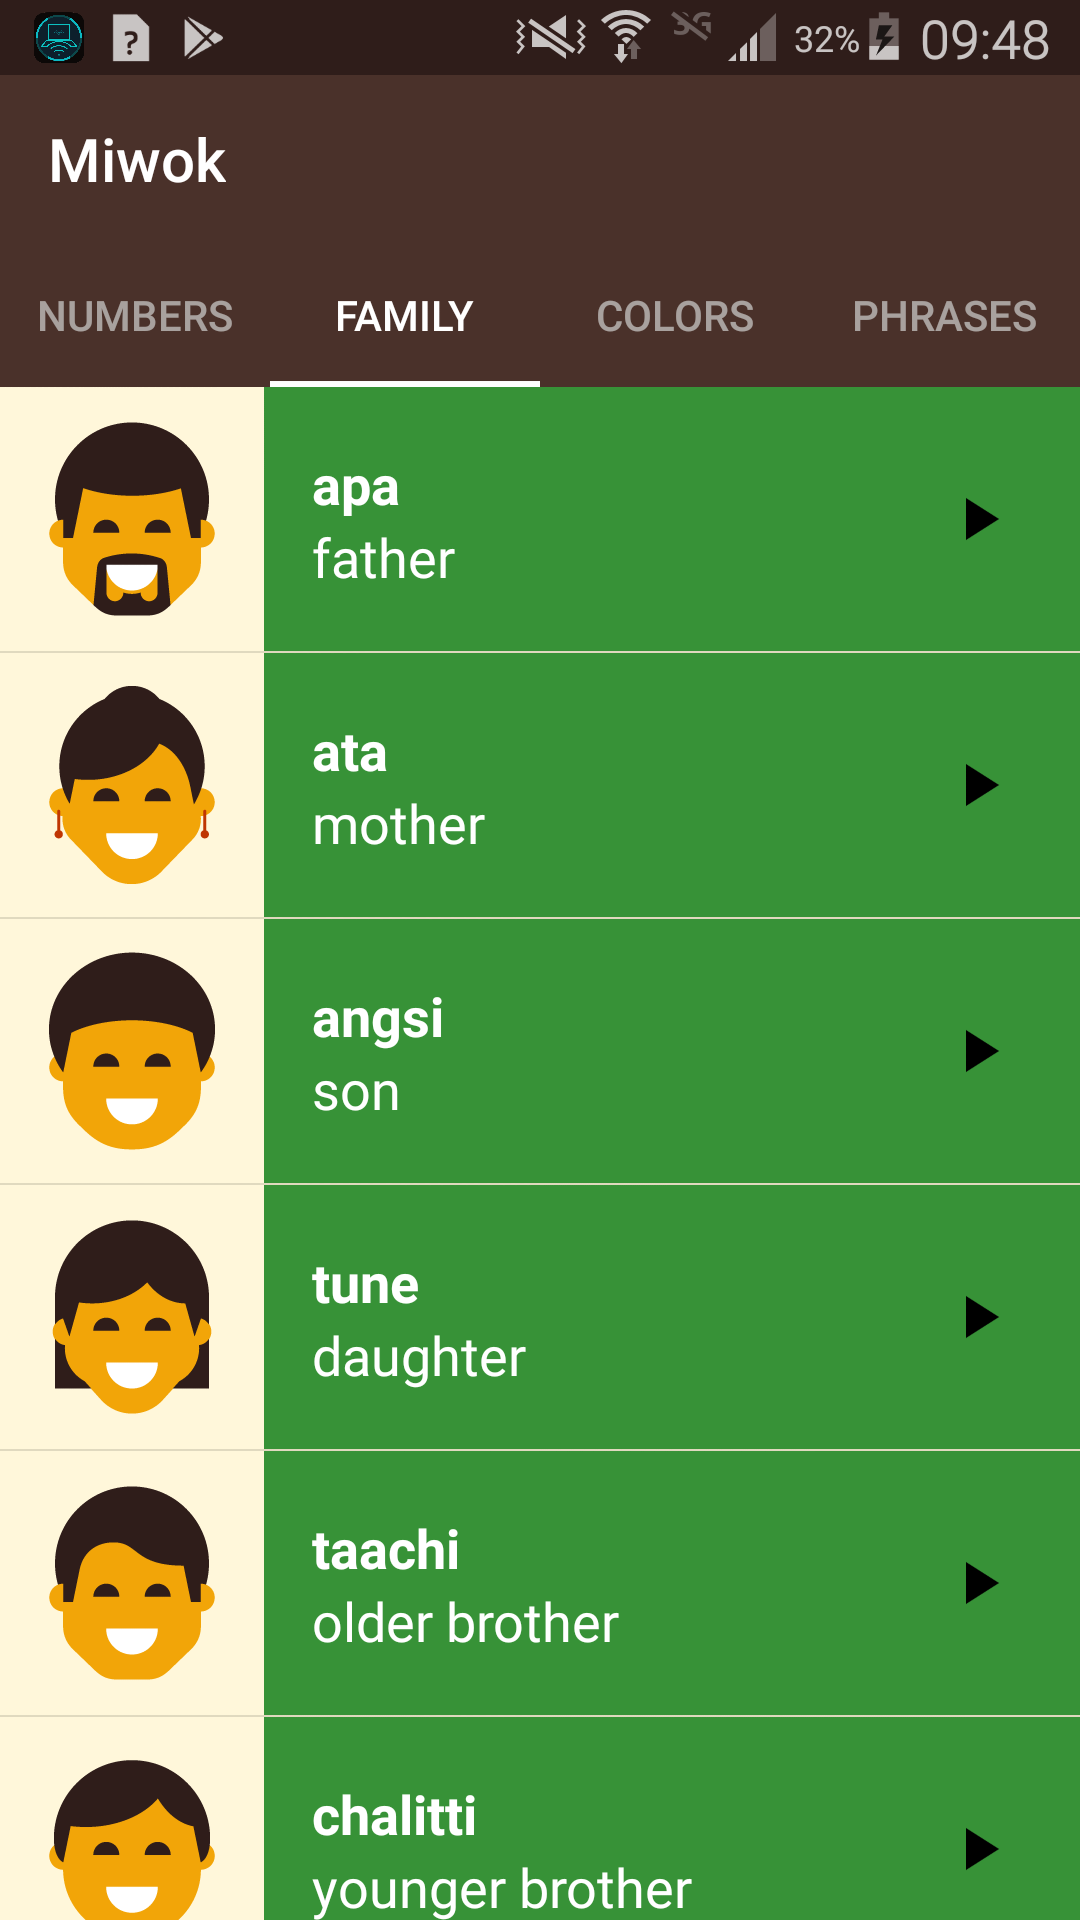 ? 3G 32% 09:48
Miwok
NUMBERS FAMILY COLORS PHRASES
apa
father
ata
mother
angsi
son
tune
daughter
taachi
older brother
chalitti
younger brother